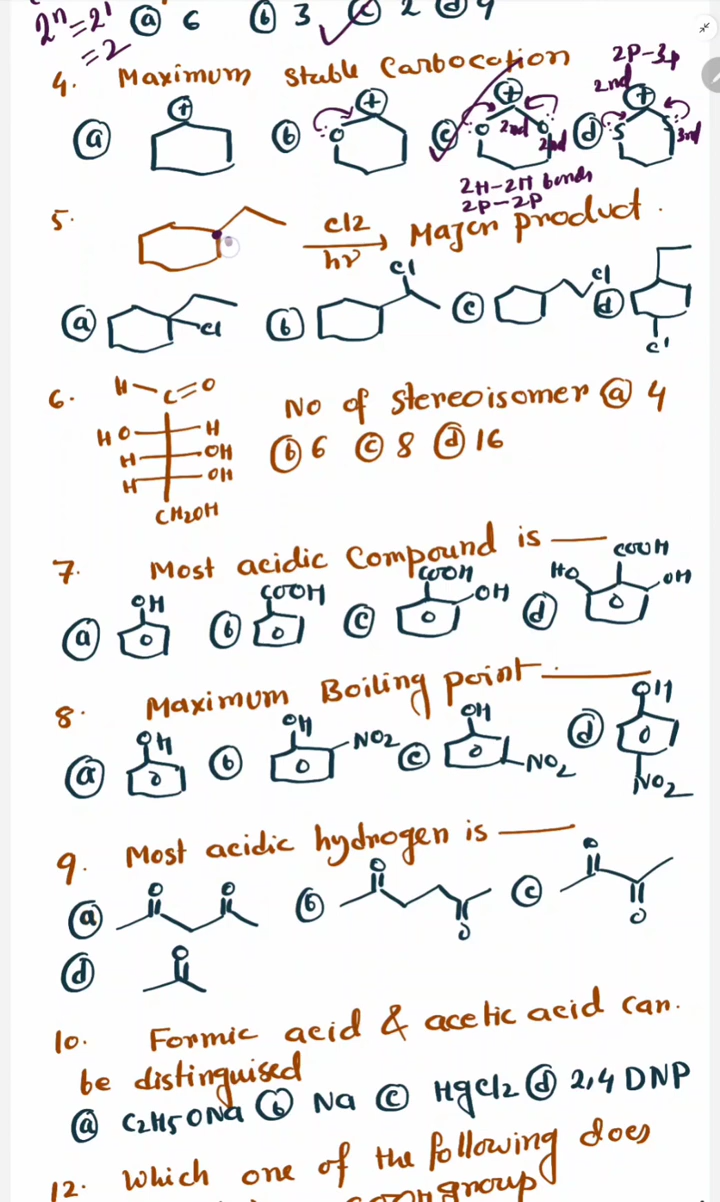 2ⁿ=2¹ ⓐ 6 ⓑ 3 ⓒ 2 ⓓ 4
=2
4. Maximum Stable Carbocation
2P-3p
2nd
ⓐ + ⓑ + O ⓒ + O O 2nd 2nd ⓓ + S S 3rd
2H-2H bonds
2P-2P
5. Cl2 hν Major product.
ⓐ Cl ⓑ Cl ⓒ Cl ⓓ Cl
6. H C=O
HO H
H OH
H OH
CH2OH
No of stereoisomer ⓐ 4
ⓑ 6 ⓒ 8 ⓓ 16
7. Most acidic Compound is
ⓐ OH ⓑ COOH ⓒ COOH OH ⓓ HO COOH OH
8. Maximum Boiling point
ⓐ OH ⓑ OH NO2 ⓒ OH NO2 ⓓ OH NO2
9. Most acidic hydrogen is
ⓐ O O ⓑ O O ⓒ O O
ⓓ O
10. Formic acid & acetic acid can.
be distinguised
ⓐ C2H5ONa ⓑ Na ⓒ HgCl2 ⓓ 2,4 DNP
12. Which one of the following does
group